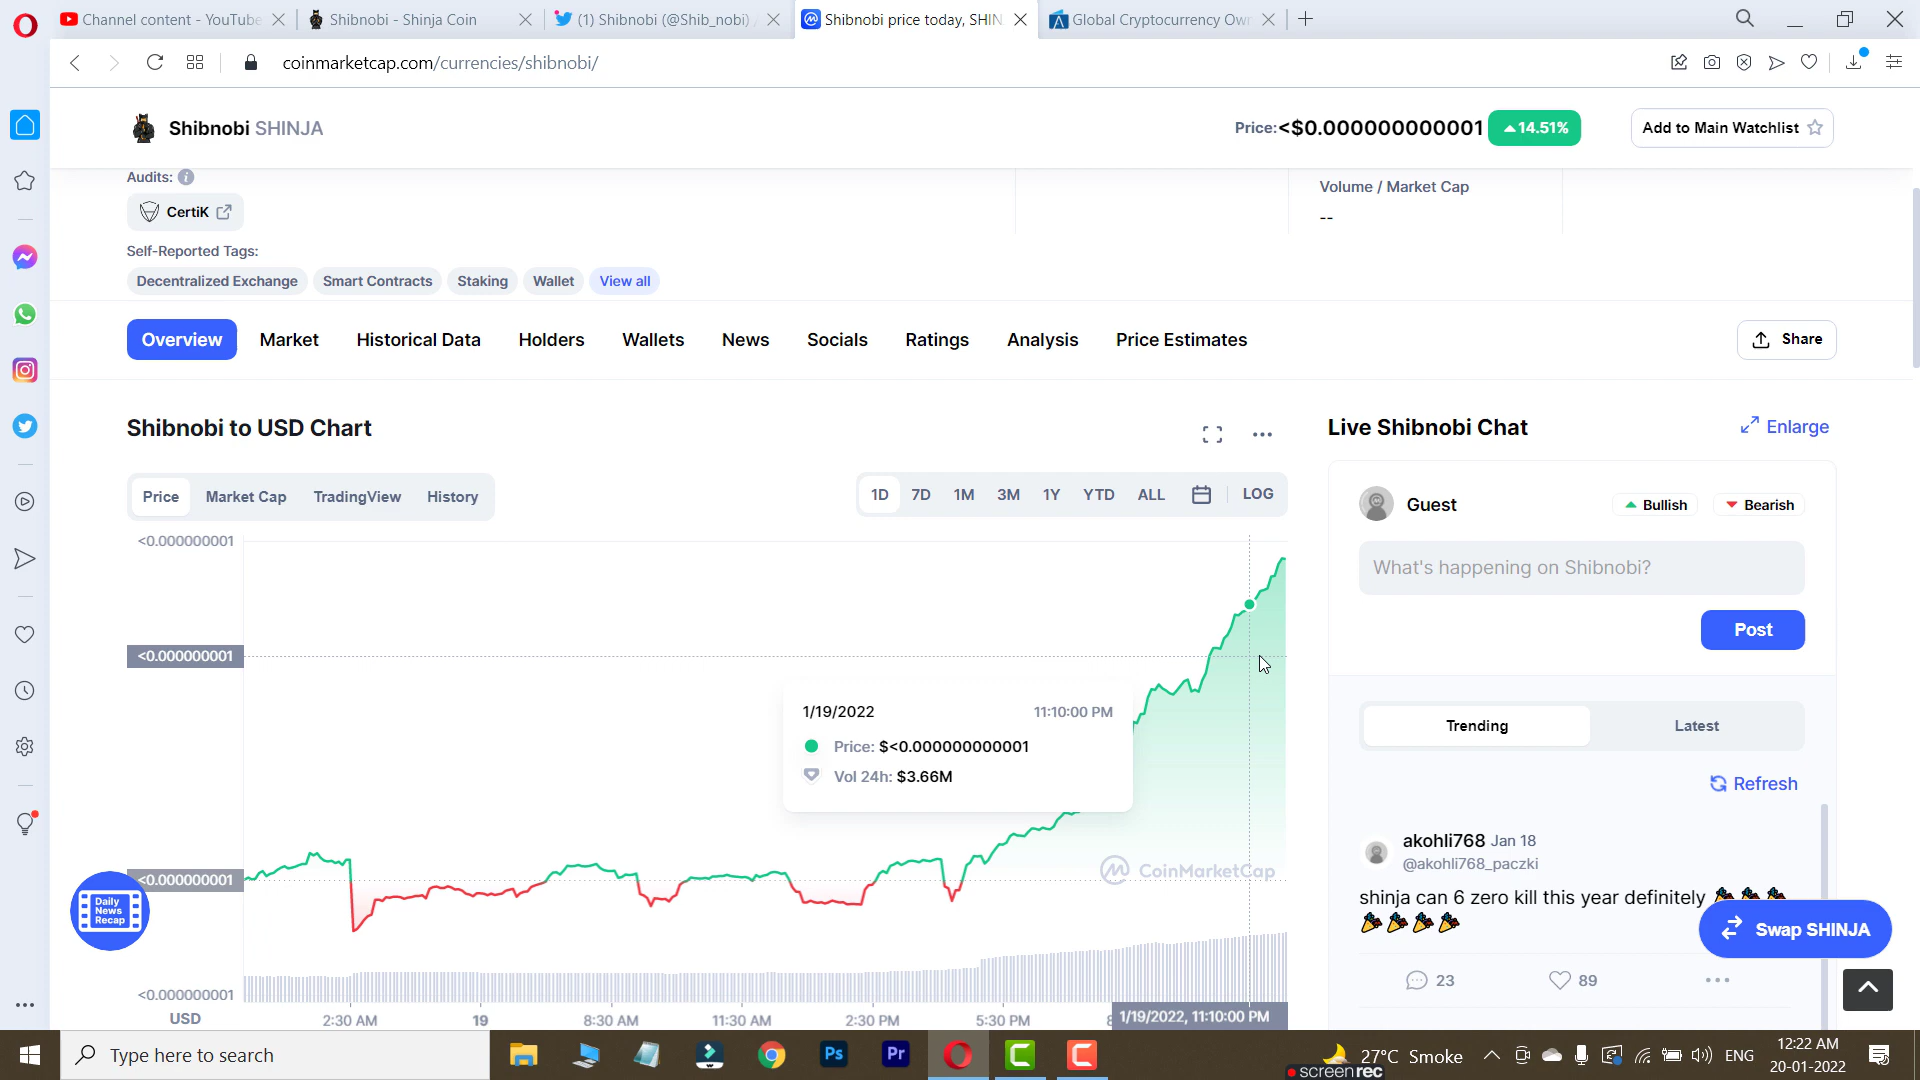 Channel content - YouTube
Shibnobi - Shinja Coin
(1) Shibnobi (@Shib_nobi)
Shibnobi price today, SHIN
Global Cryptocurrency Ow
coinmarketcap.com/currencies/shibnobi/
Shibnobi SHINJA
Price:<$0.000000000001
14.51%
Add to Main Watchlist
Audits:
CertiK
Volume / Market Cap
--
Self-Reported Tags:
Decentralized Exchange Smart Contracts Staking Wallet View all
Overview Market Historical Data Holders Wallets News Socials Ratings Analysis Price Estimates
Share
Shibnobi to USD Chart
Price Market Cap TradingView History
1D 7D 1M 3M 1Y YTD ALL LOG
<0.000000001
<0.000000001
<0.000000001
<0.000000001
1/19/2022 11:10:00 PM
Price: $<0.000000000001
Vol 24h: $3.66M
CoinMarketCap
Daily
News
Recap
USD
2:30 AM 19 8:30 AM 11:30 AM 2:30 PM 5:30 PM 8 1/19/2022, 11:10:00 PM
Live Shibnobi Chat
Enlarge
Guest
Bullish
Bearish
What's happening on Shibnobi?
Post
Trending Latest
Refresh
akohli768 Jan 18
@akohli768_paczki
shinja can 6 zero kill this year definitely
Swap SHINJA
23 89
Type here to search
Ps
Pr
27°C Smoke
ENG
12:22 AM
20-01-2022
screenrec